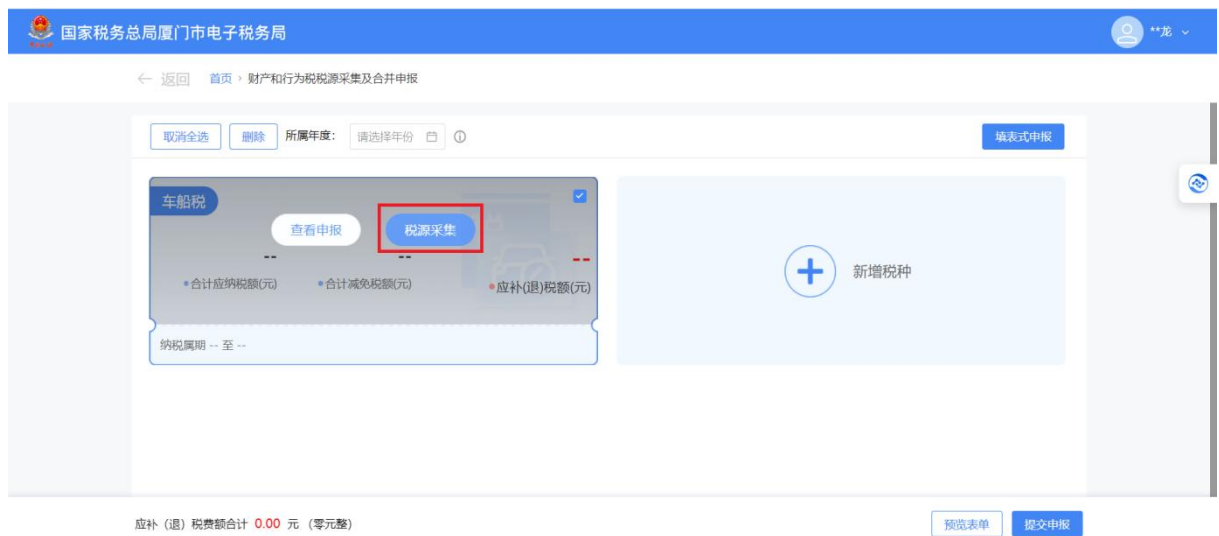 国家税务总局厦门市电子税务局 **龙
返回 首页 › 财产和行为税税源采集及合并申报
取消全选 删除 所属年度: 请选择年份 填表式申报
车船税
查看申报 税源采集
-- -- --
合计应纳税额(元) 合计减免税额(元) 应补(退)税额(元)
新增税种
纳税属期 -- 至 --
应补（退）税费额合计 0.00 元 （零元整） 预览表单 提交申报